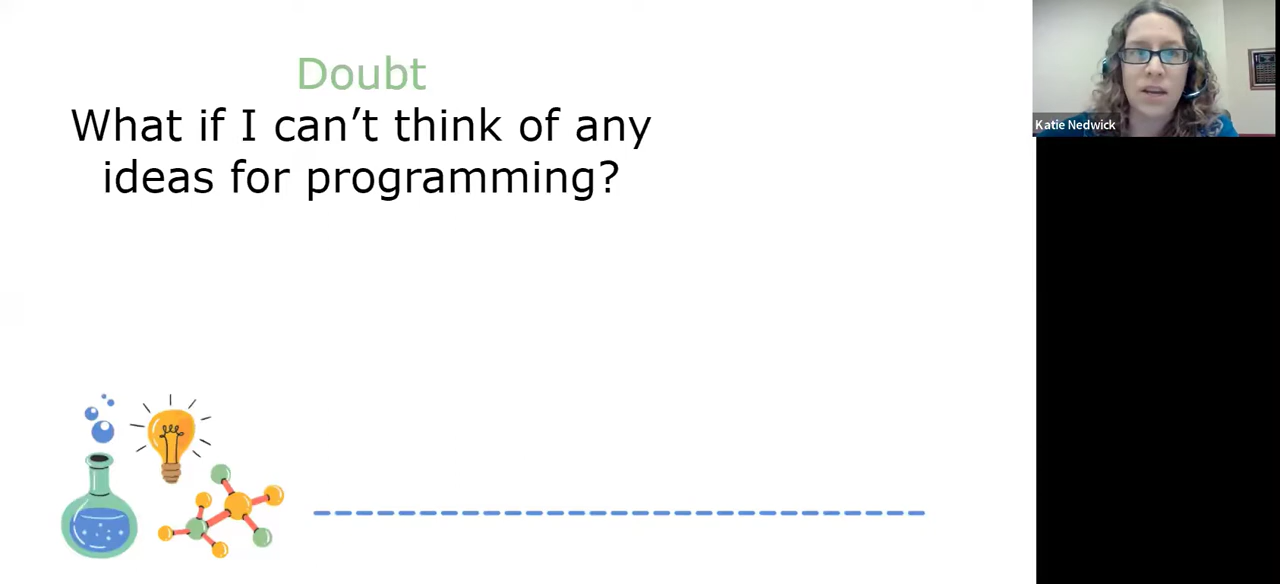 Doubt
What if I can’t think of any
ideas for programming?
Katie Nedwick